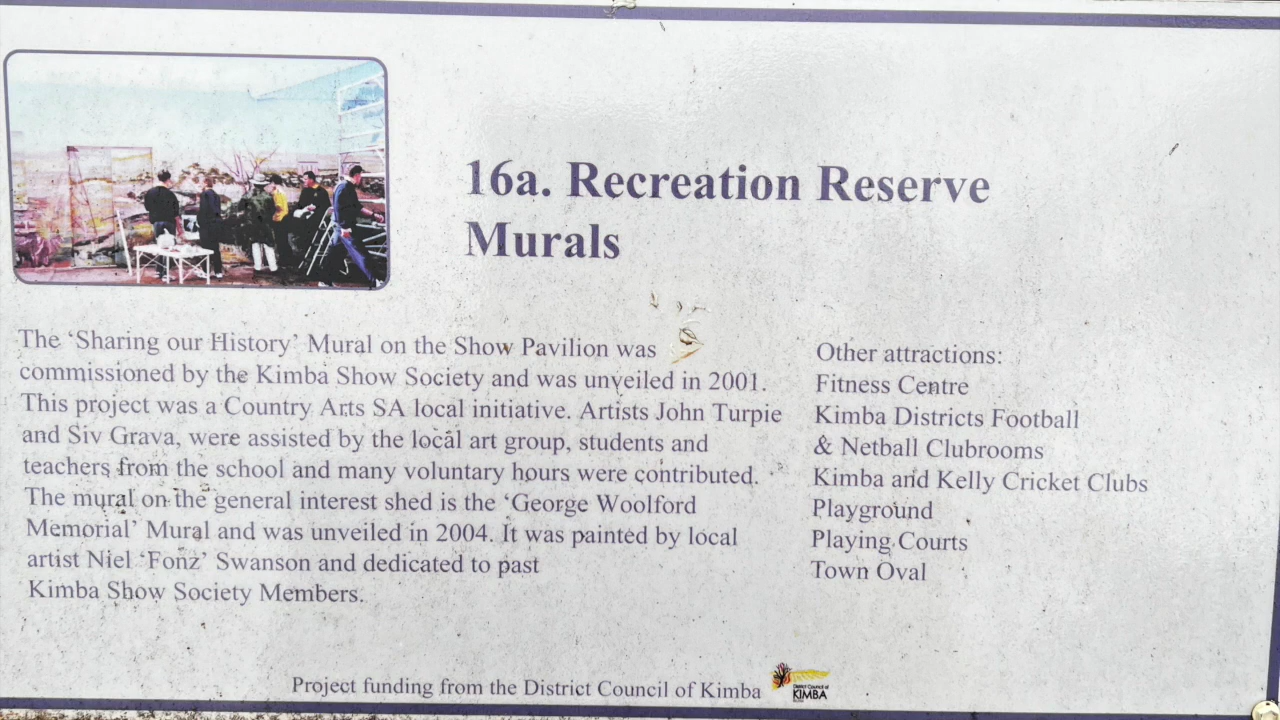 16a. Recreation Reserve
Murals
The ‘Sharing our History’ Mural on the Show Pavilion was
commissioned by the Kimba Show Society and was unveiled in 2001.
This project was a Country Arts SA local initiative. Artists John Turpie
and Siv Grava, were assisted by the local art group, students and
teachers from the school and many voluntary hours were contributed.
The mural on the general interest shed is the ‘George Woolford
Memorial’ Mural and was unveiled in 2004. It was painted by local
artist Niel ‘Fonz’ Swanson and dedicated to past
Kimba Show Society Members.
Other attractions:
Fitness Centre
Kimba Districts Football
& Netball Clubrooms
Kimba and Kelly Cricket Clubs
Playground
Playing Courts
Town Oval
Project funding from the District Council of Kimba
District Council of
KIMBA